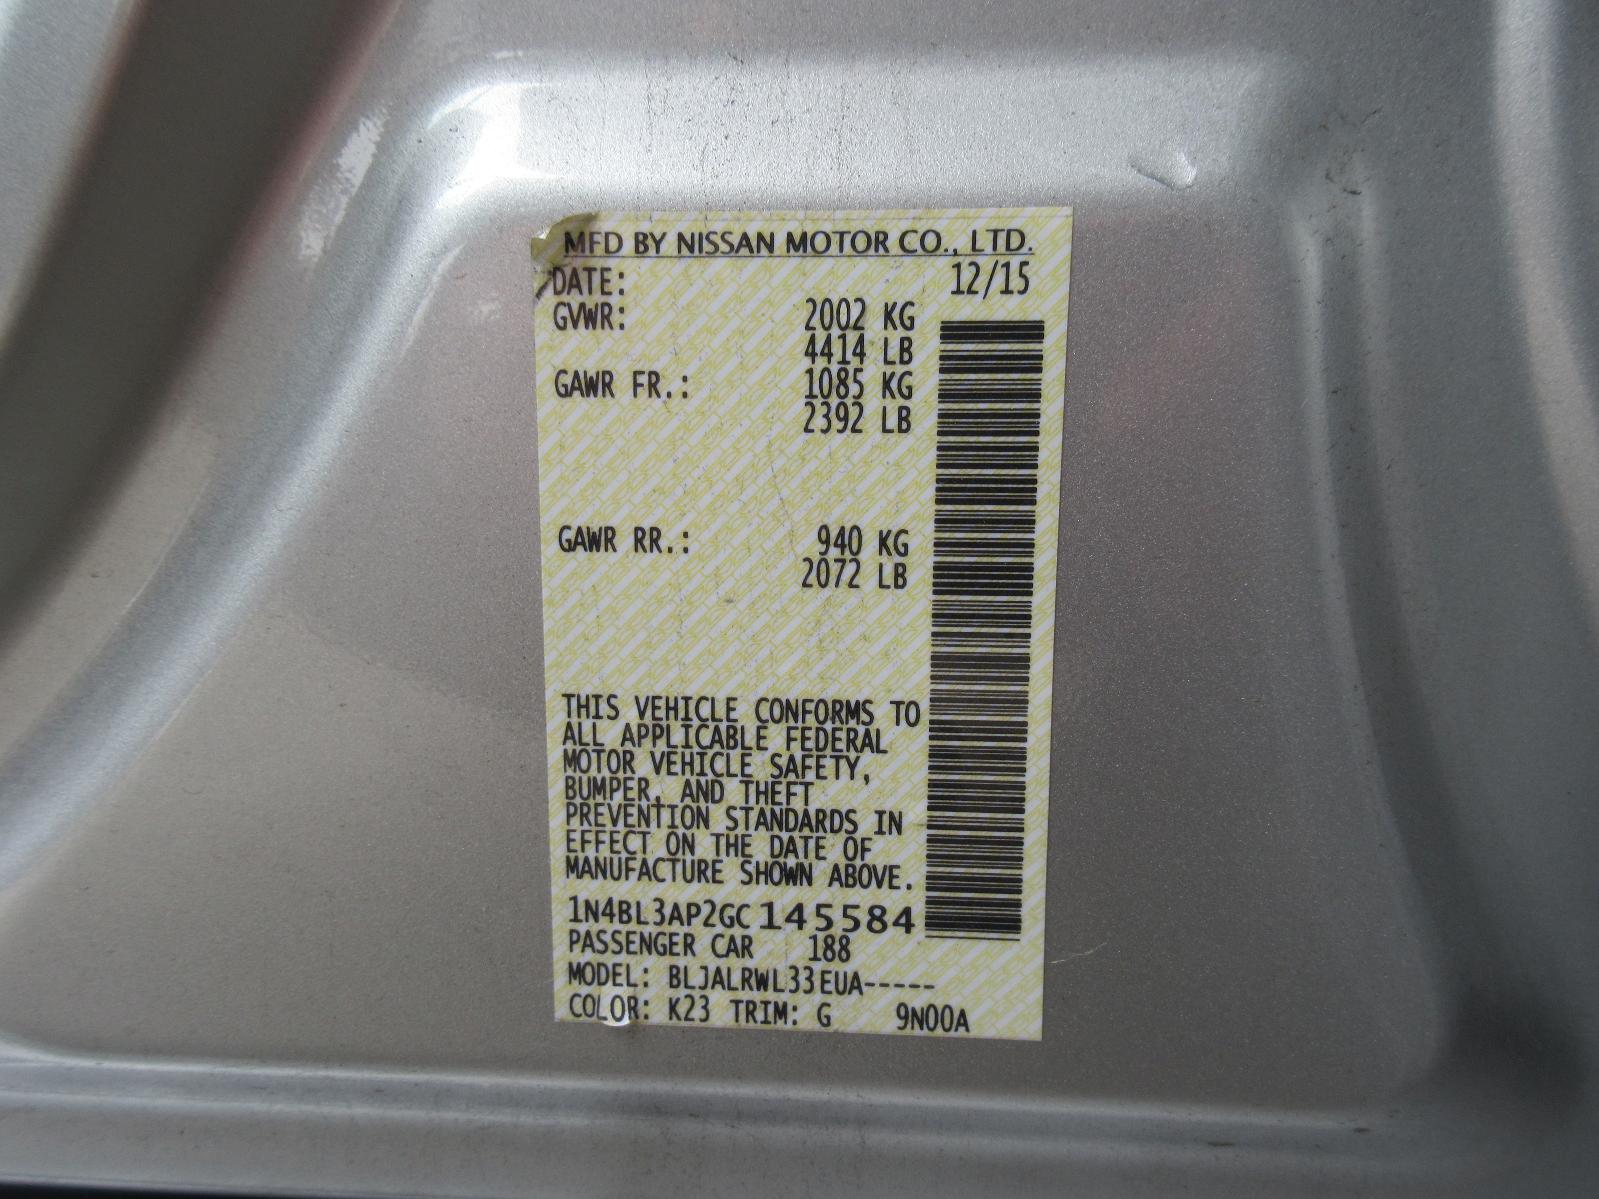 MFD BY NISSAN MOTOR CO., LTD.
DATE: 12/15
GVWR: 2002 KG
4414 LB
GAWR FR.: 1085 KG
2392 LB
GAWR RR.: 940 KG
2072 LB
THIS VEHICLE CONFORMS TO
ALL APPLICABLE FEDERAL
MOTOR VEHICLE SAFETY,
BUMPER, AND THEFT
PREVENTION STANDARDS IN
EFFECT ON THE DATE OF
MANUFACTURE SHOWN ABOVE.
1N4BL3AP2GC145584
PASSENGER CAR 188
MODEL: BLJALRWL33EUA-----
COLOR: K23 TRIM: G 9N00A